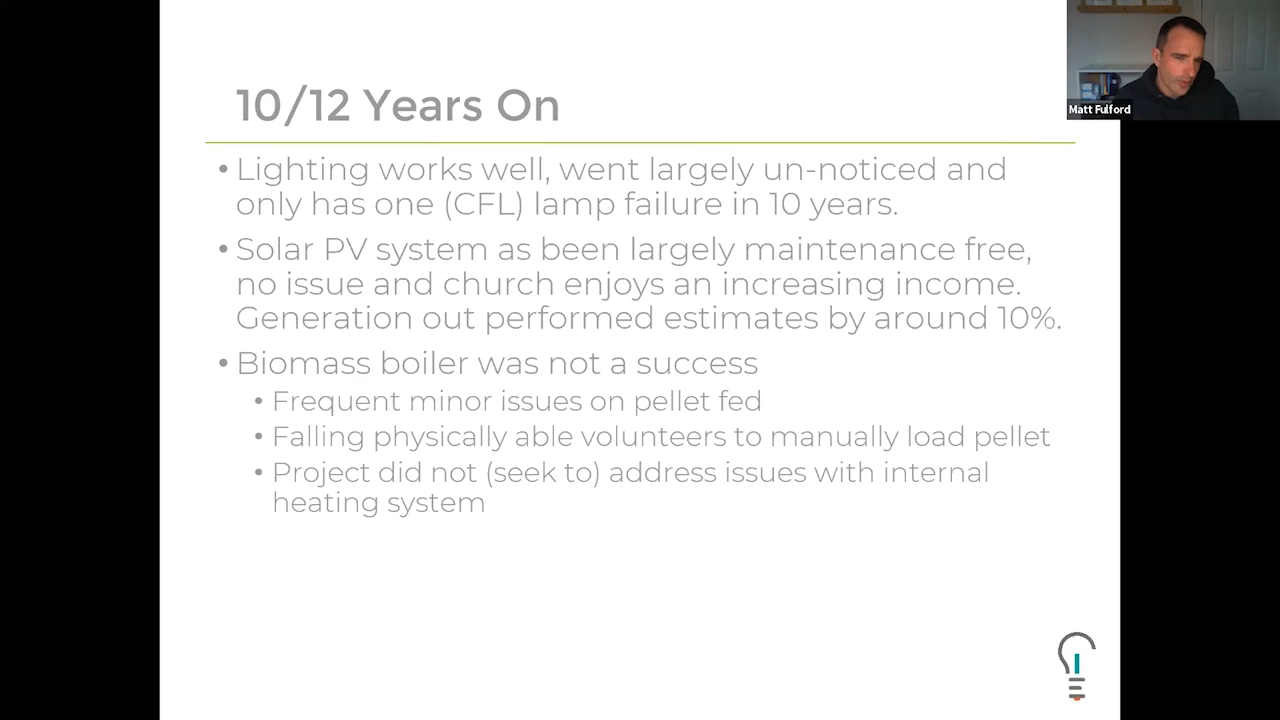 Matt Fulford
10/12 Years On
• Lighting works well, went largely un-noticed and
only has one (CFL) lamp failure in 10 years.
• Solar PV system as been largely maintenance free,
no issue and church enjoys an increasing income.
Generation out performed estimates by around 10%.
• Biomass boiler was not a success
• Frequent minor issues on pellet fed
• Falling physically able volunteers to manually load pellet
• Project did not (seek to) address issues with internal
heating system